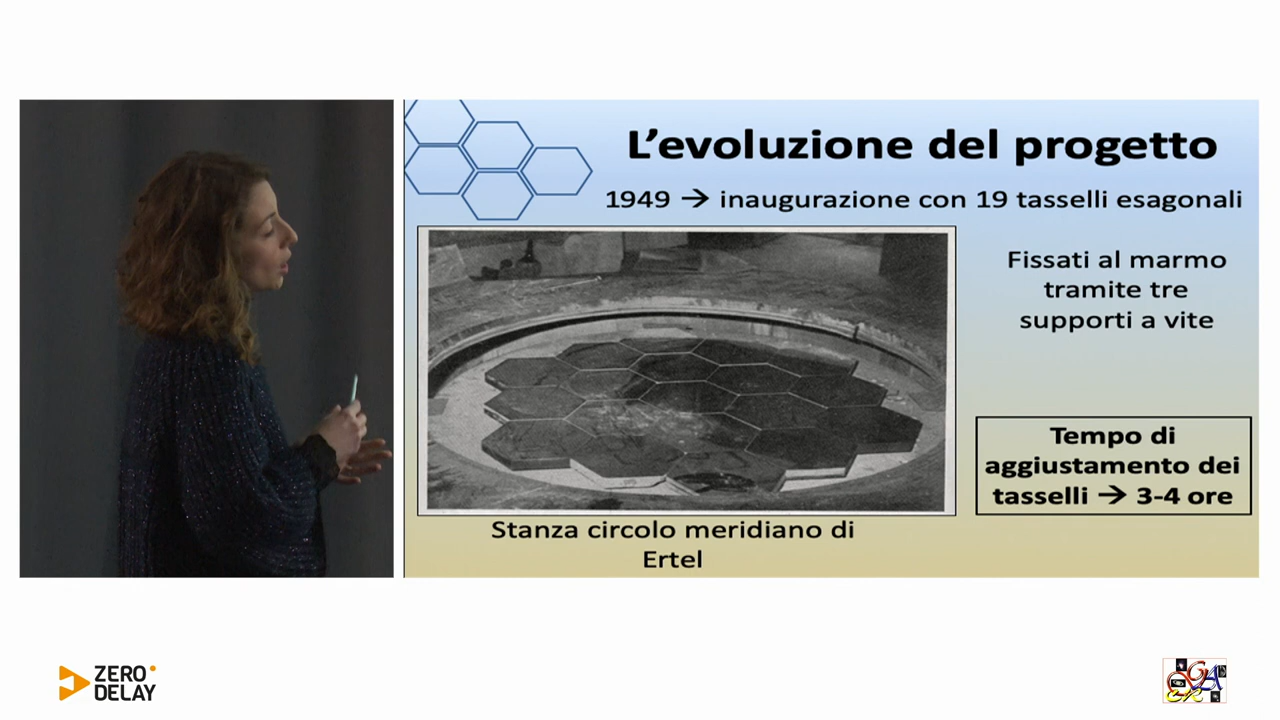 L'evoluzione del progetto
1949 → inaugurazione con 19 tasselli esagonali
Fissati al marmo
tramite tre
supporti a vite
Tempo di
aggiustamento dei
tasselli → 3-4 ore
Stanza circolo meridiano di
Ertel
ZERO
DELAY